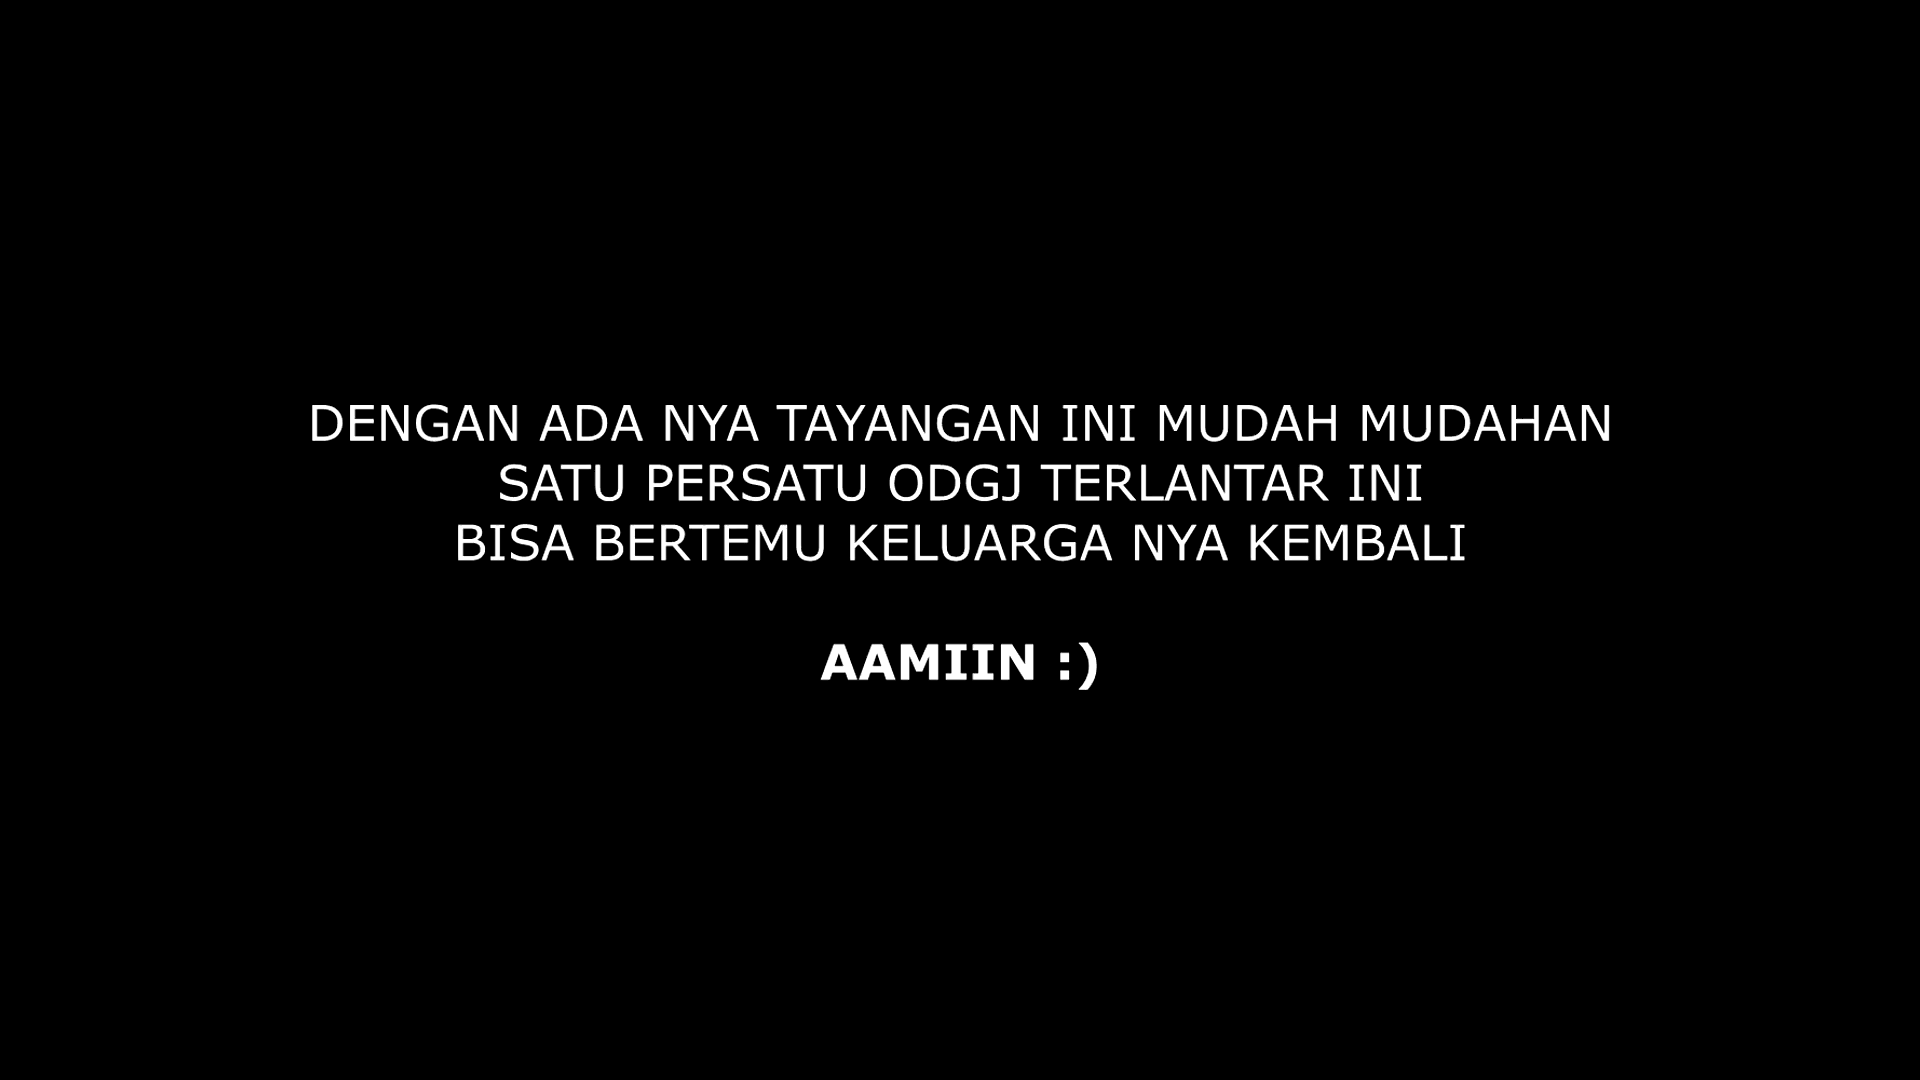 DENGAN ADA NYA TAYANGAN INI MUDAH MUDAHAN
SATU PERSATU ODGJ TERLANTAR INI
BISA BERTEMU KELUARGA NYA KEMBALI
AAMIIN :)